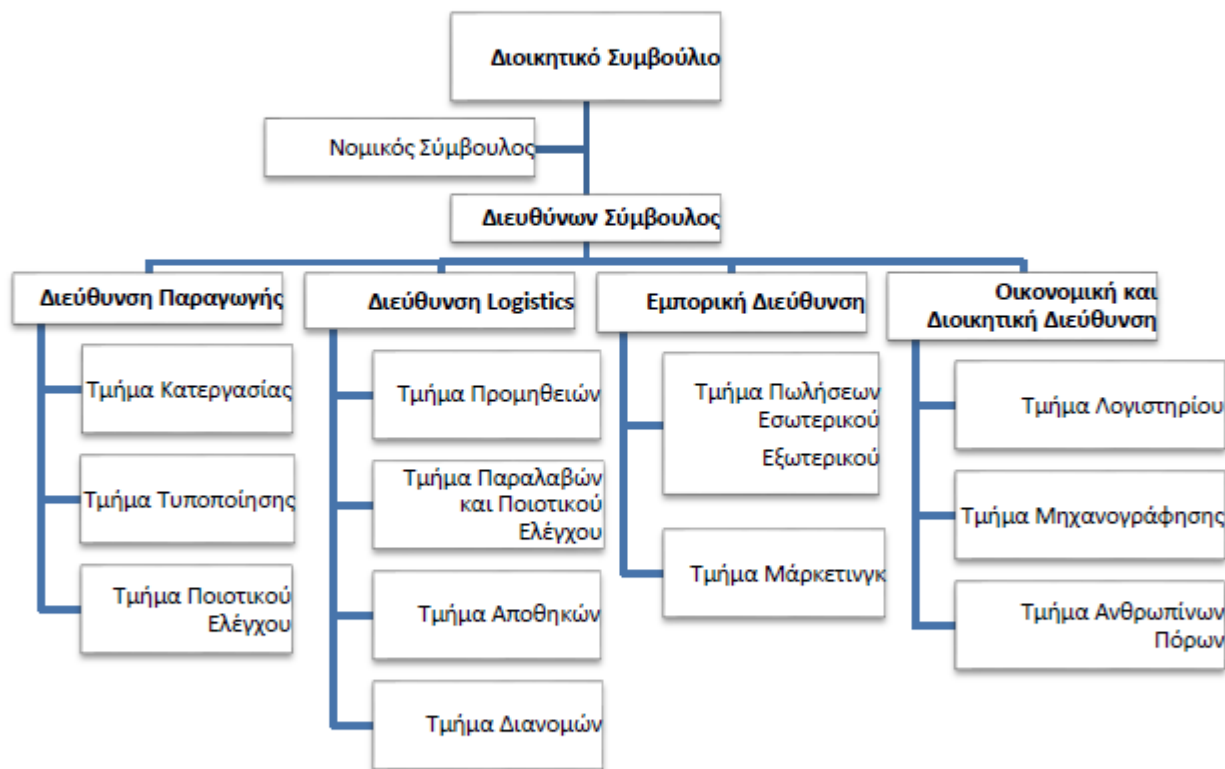 Διοικητικό Συμβούλιο
Νομικός Σύμβουλος
Διευθύνων Σύμβουλος
Διεύθυνση Παραγωγής
Τμήμα Κατεργασίας
Τμήμα Τυποποίησης
Τμήμα Ποιοτικού
Ελέγχου
Διεύθυνση Logistics
Τμήμα Προμηθειών
Τμήμα Παραλαβών
και Ποιοτικού
Ελέγχου
Τμήμα Αποθηκών
Τμήμα Διανομών
Εμπορική Διεύθυνση
Τμήμα Πωλήσεων
Εσωτερικού
Εξωτερικού
Τμήμα Μάρκετινγκ
Οικονομική και
Διοικητική Διεύθυνση
Τμήμα Λογιστηρίου
Τμήμα Μηχανογράφησης
Τμήμα Ανθρωπίνων
Πόρων